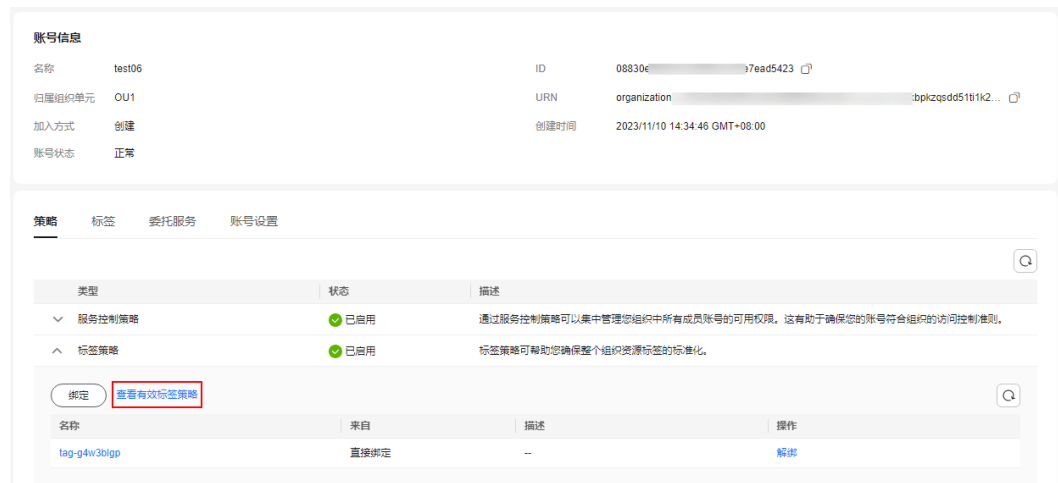 账号信息
名称 test06 ID 08830e e7ead5423
归属组织单元 OU1 URN organization :bpkzqsdd51ti1k2...
加入方式 创建 创建时间 2023/11/10 14:34:46 GMT+08:00
账号状态 正常
策略 标签 委托服务 账号设置
类型 状态 描述
服务控制策略 已启用 通过服务控制策略可以集中管理您组织中所有成员账号的可用权限。这有助于确保您的账号符合组织的访问控制准则。
标签策略 已启用 标签策略可帮助您确保整个组织资源标签的标准化。
绑定 查看有效标签策略
名称 来自 描述 操作
tag-g4w3blgp 直接绑定 -- 解绑